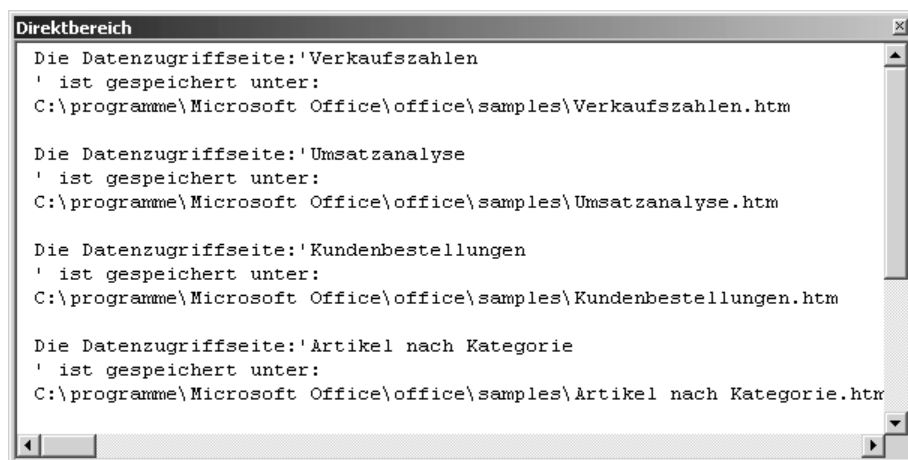 Direktbereich
Die Datenzugriffseite:'Verkaufszahlen
' ist gespeichert unter:
C:\programme\Microsoft Office\office\samples\Verkaufszahlen.htm
Die Datenzugriffseite:'Umsatzanalyse
' ist gespeichert unter:
C:\programme\Microsoft Office\office\samples\Umsatzanalyse.htm
Die Datenzugriffseite:'Kundenbestellungen
' ist gespeichert unter:
C:\programme\Microsoft Office\office\samples\Kundenbestellungen.htm
Die Datenzugriffseite:'Artikel nach Kategorie
' ist gespeichert unter:
C:\programme\Microsoft Office\office\samples\Artikel nach Kategorie.htm